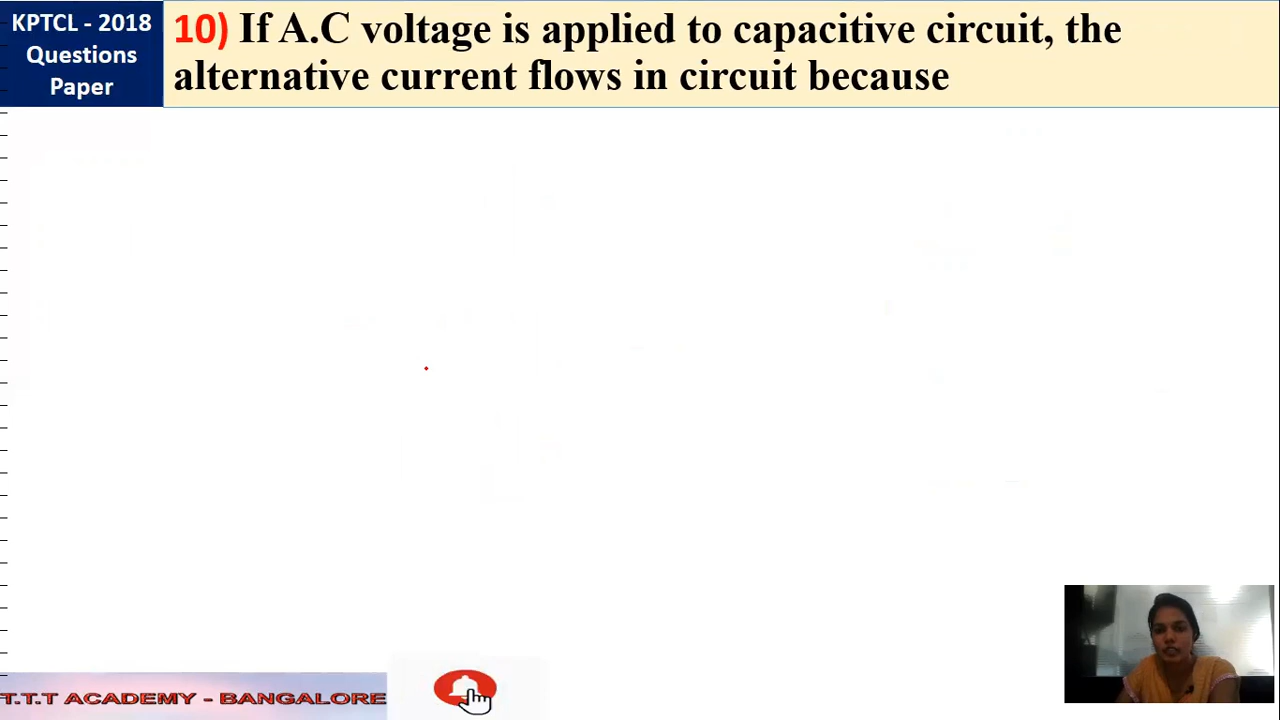 KPTCL - 2018
Questions
Paper
10) If A.C voltage is applied to capacitive circuit, the
alternative current flows in circuit because
T.T.T ACADEMY - BANGALORE